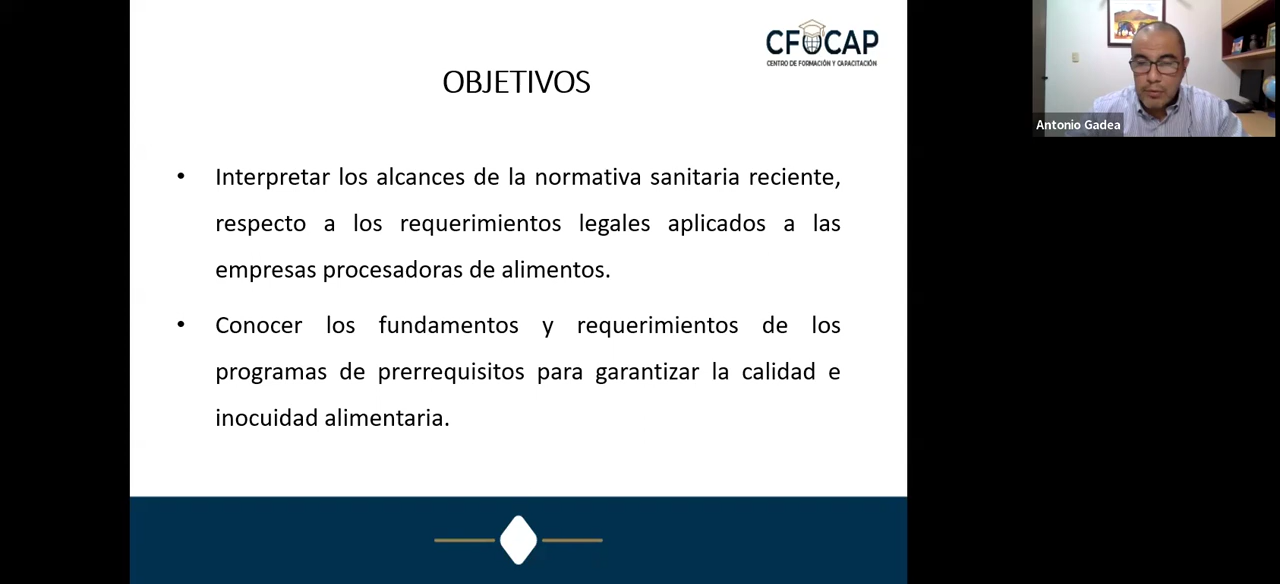 CFOCAP
CENTRO DE FORMACIÓN Y CAPACITACIÓN
OBJETIVOS
• Interpretar los alcances de la normativa sanitaria reciente,
respecto a los requerimientos legales aplicados a las
empresas procesadoras de alimentos.
• Conocer los fundamentos y requerimientos de los
programas de prerrequisitos para garantizar la calidad e
inocuidad alimentaria.
Antonio Gadea